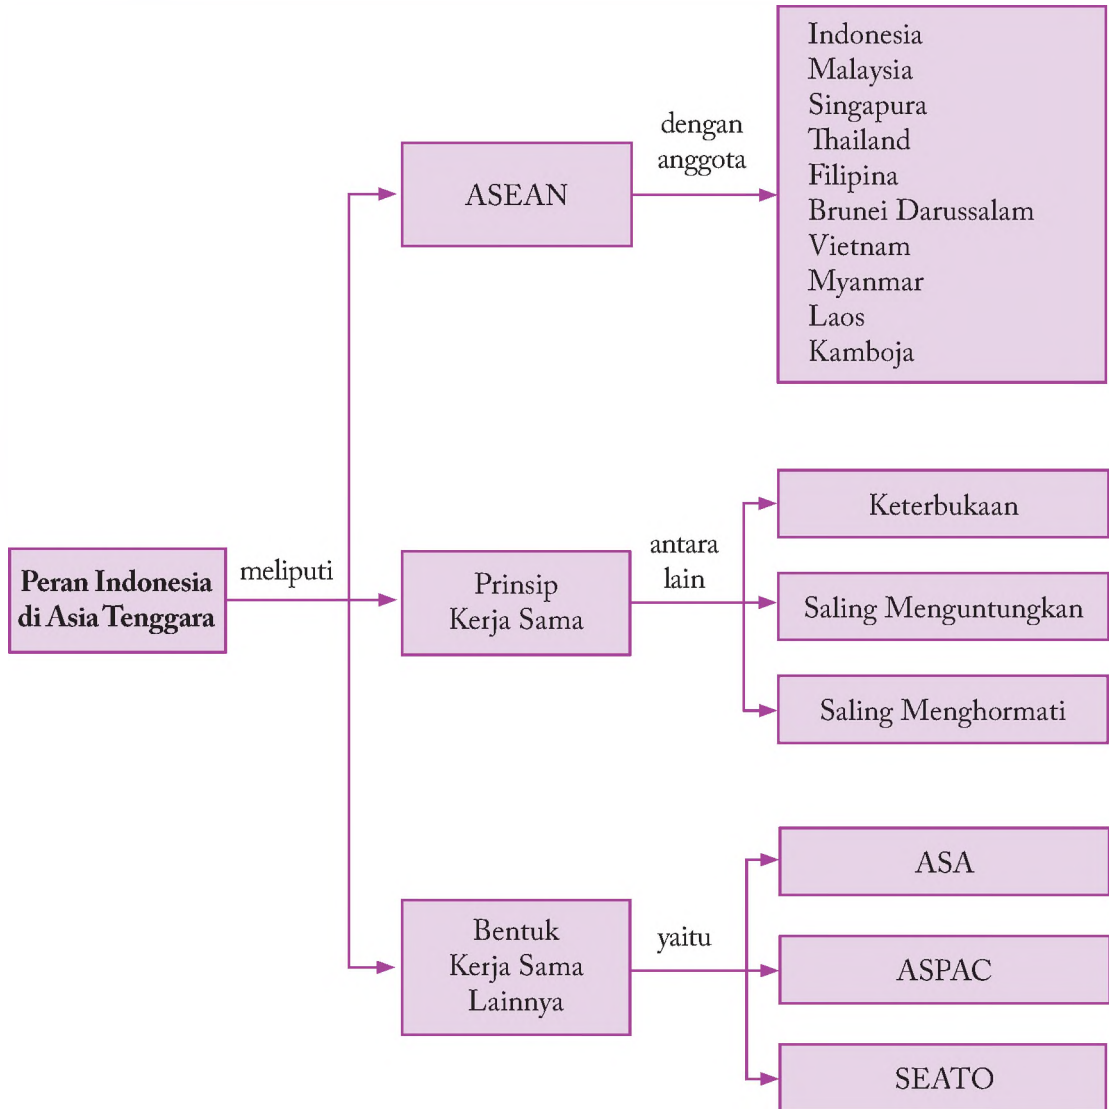 Peran Indonesia
di Asia Tenggara
meliputi
ASEAN
dengan
anggota
Indonesia
Malaysia
Singapura
Thailand
Filipina
Brunei Darussalam
Vietnam
Myanmar
Laos
Kamboja
Prinsip
Kerja Sama
antara
lain
Keterbukaan
Saling Menguntungkan
Saling Menghormati
Bentuk
Kerja Sama
Lainnya
yaitu
ASA
ASPAC
SEATO